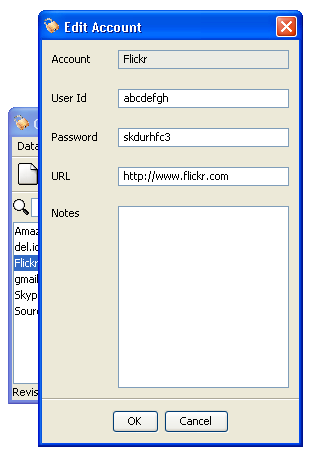 Edit Account
Account Flickr
User Id abcdefgh
Password skdurhfc3
URL http://www.flickr.com
Notes
OK Cancel
Data
Amaz
del.ic
Flickr
gmail
Skyp
Sour
Revis